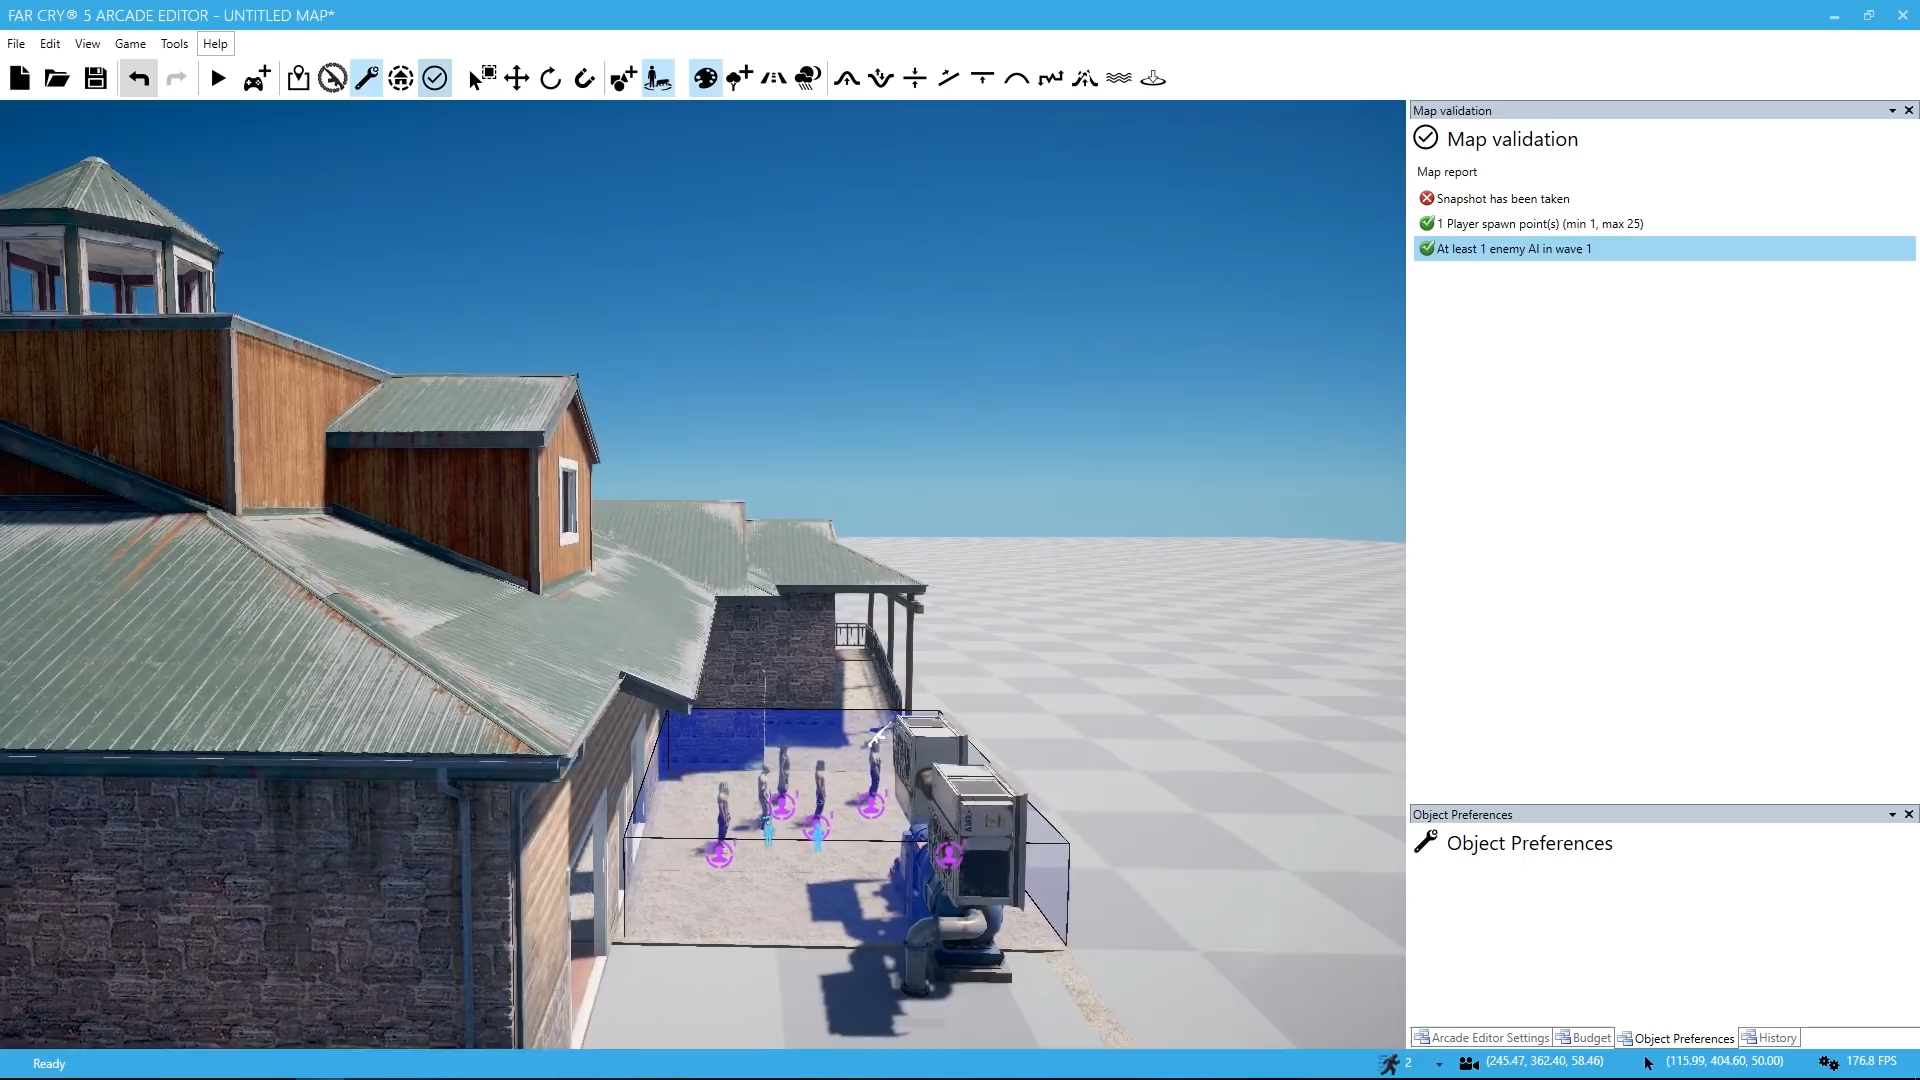 FAR CRY® 5 ARCADE EDITOR - UNTITLED MAP*
File Edit View Game Tools Help
Map validation
Map validation
Map report
Snapshot has been taken
1 Player spawn point(s) (min 1, max 25)
At least 1 enemy AI in wave 1
Object Preferences
Object Preferences
Arcade Editor Settings Budget Object Preferences History
Ready 2 (245.47, 362.40, 58.46) (115.99, 404.60, 50.00) 176.8 FPS